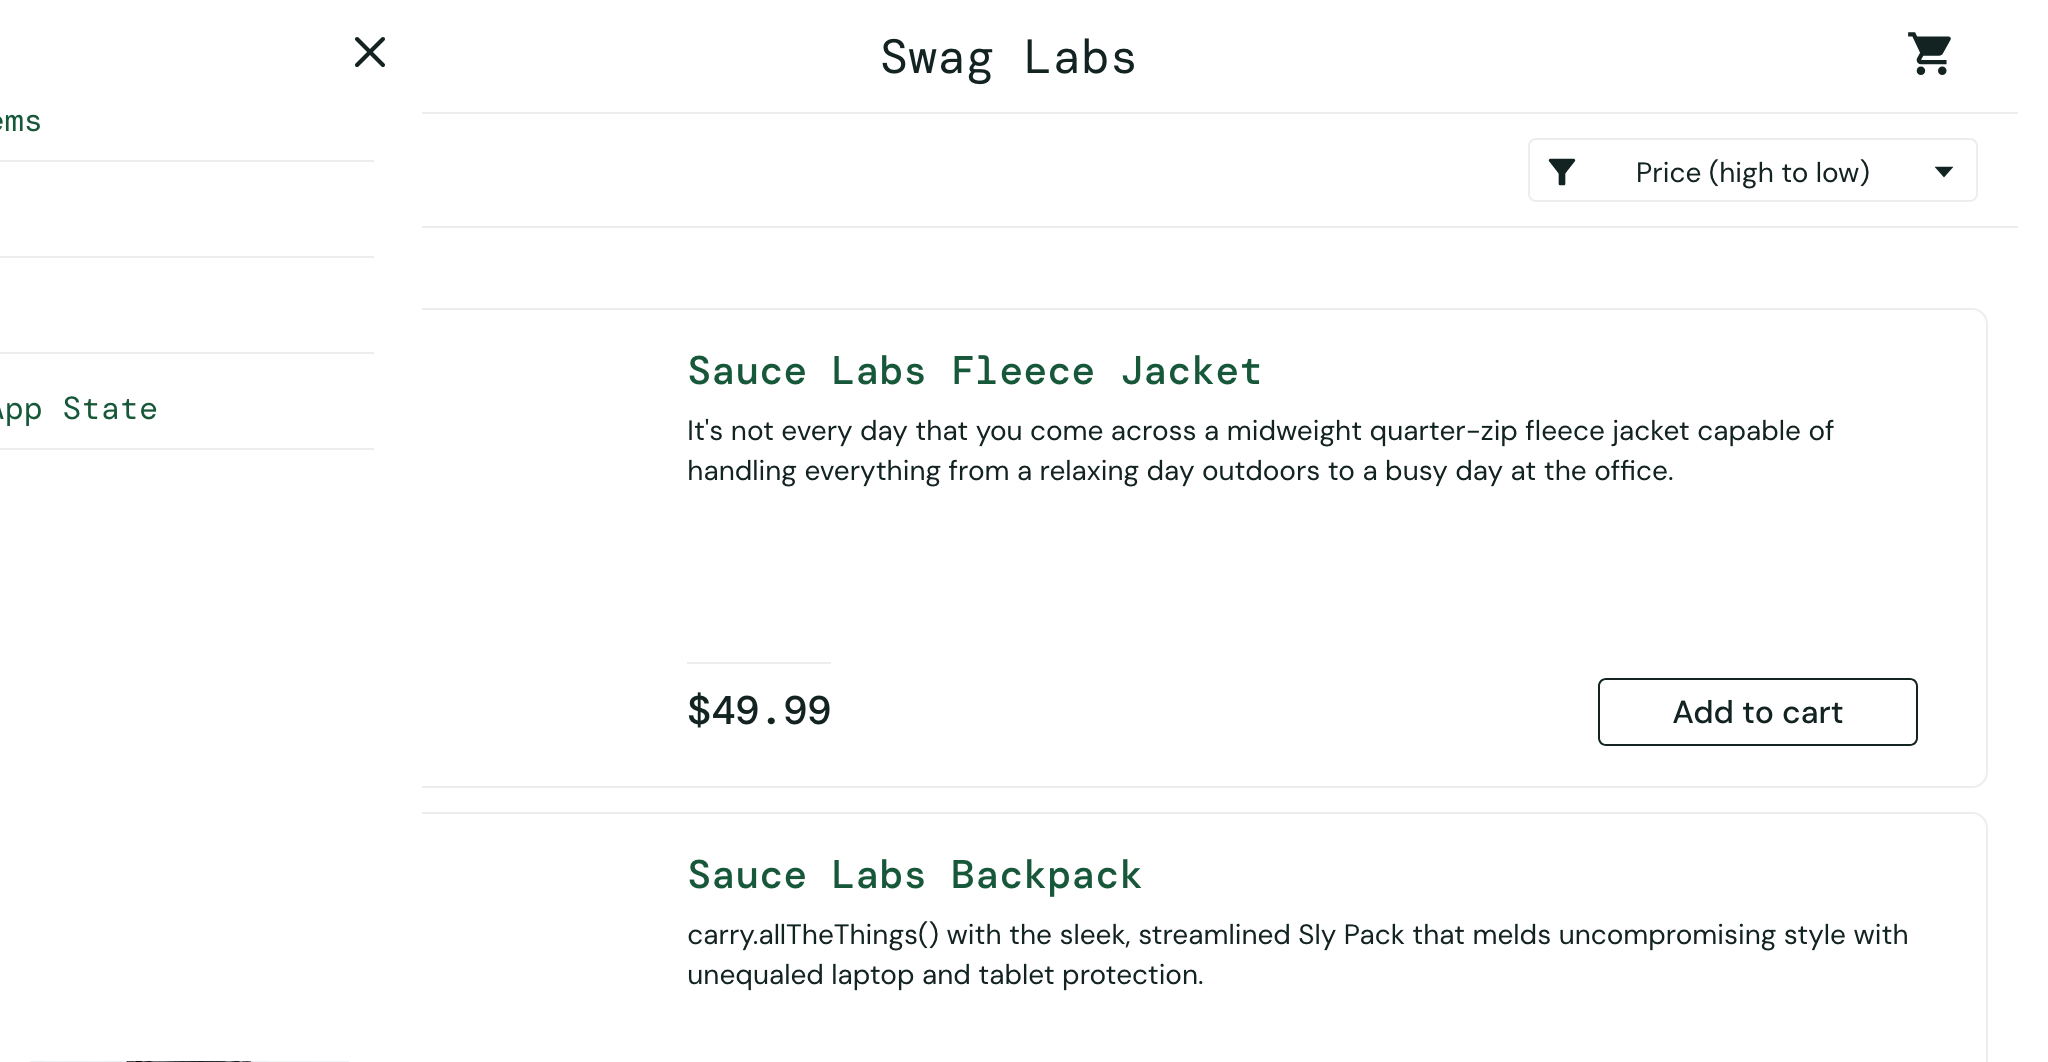 Swag Labs
ems
Price (high to low)
App State
Sauce Labs Fleece Jacket
It's not every day that you come across a midweight quarter-zip fleece jacket capable of
handling everything from a relaxing day outdoors to a busy day at the office.
$49.99
Add to cart
Sauce Labs Backpack
carry.allTheThings() with the sleek, streamlined Sly Pack that melds uncompromising style with
unequaled laptop and tablet protection.